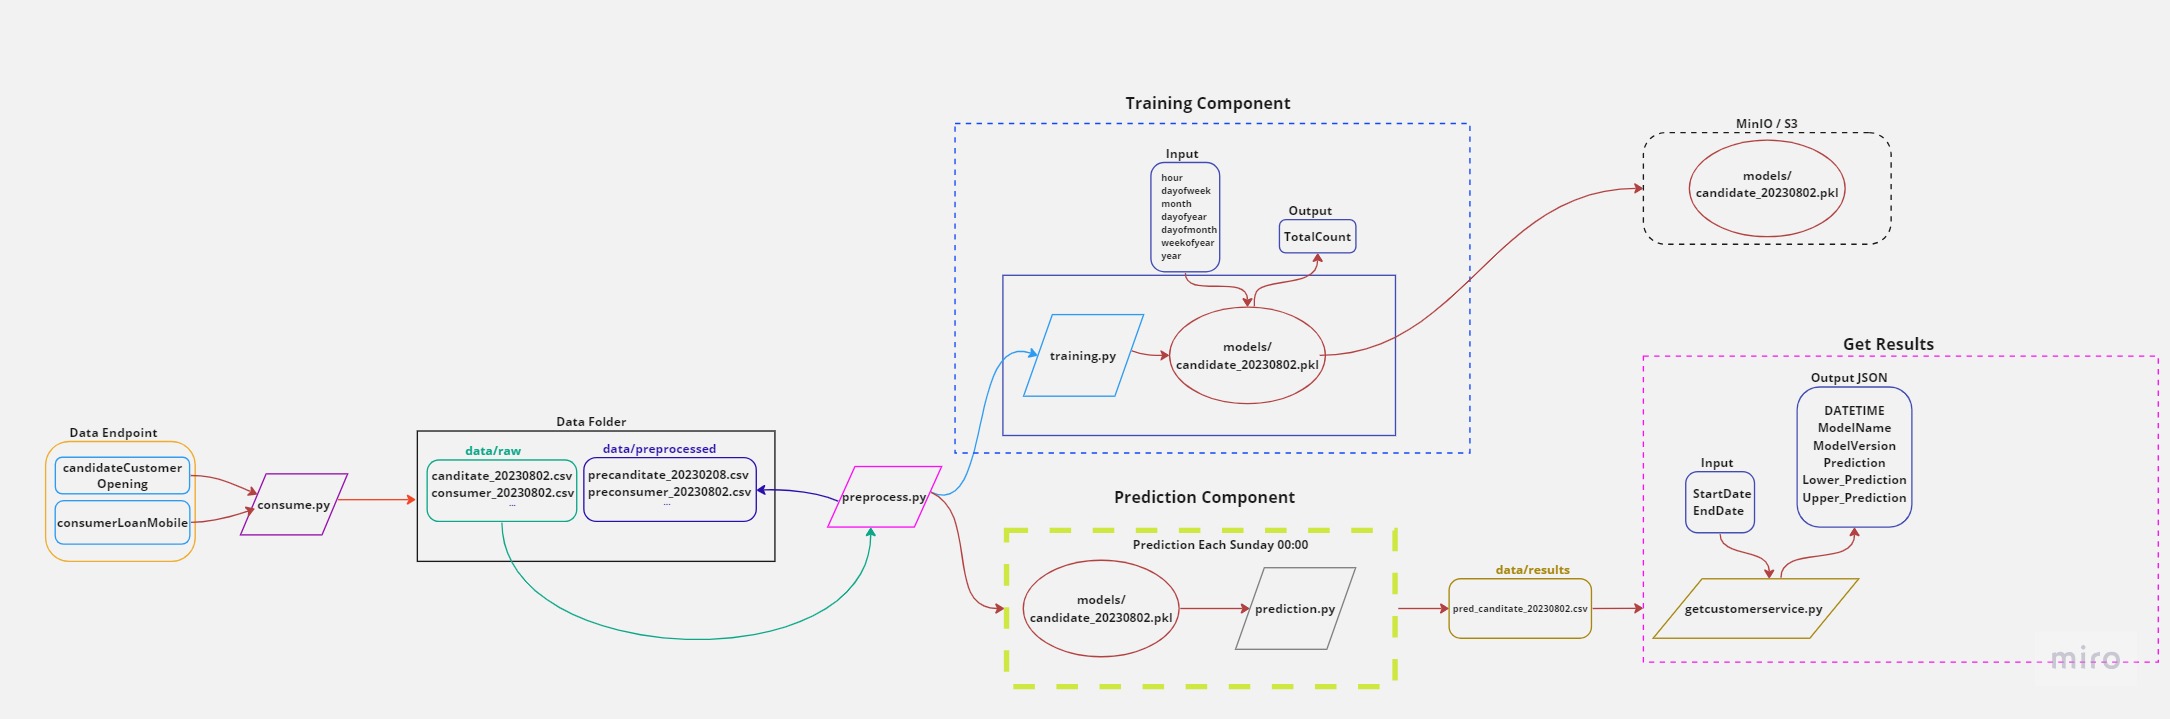 Data Endpoint
candidateCustomer
Opening
consumerLoanMobile
consume.py
Data Folder
data/raw
canditate_20230802.csv
consumer_20230802.csv
...
data/preprocessed
precanditate_20230208.csv
preconsumer_20230802.csv
...
preprocess.py
Training Component
Input
hour
dayofweek
month
dayofyear
dayofmonth
weekofyear
year
Output
TotalCount
training.py
models/
candidate_20230802.pkl
MinIO / S3
models/
candidate_20230802.pkl
Prediction Component
Prediction Each Sunday 00:00
models/
candidate_20230802.pkl
prediction.py
data/results
pred_canditate_20230802.csv
Get Results
Input
StartDate
EndDate
Output JSON
DATETIME
ModelName
ModelVersion
Prediction
Lower_Prediction
Upper_Prediction
getcustomerservice.py
miro